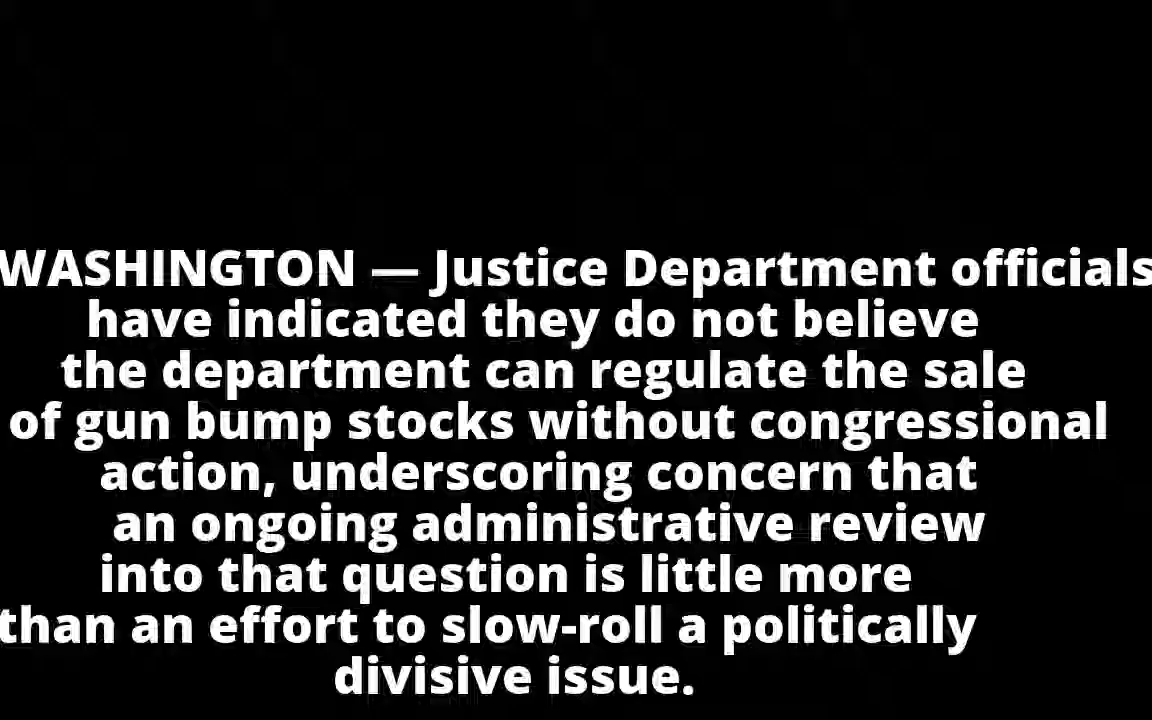 WASHINGTON — Justice Department officials
have indicated they do not believe
the department can regulate the sale
of gun bump stocks without congressional
action, underscoring concern that
an ongoing administrative review
into that question is little more
than an effort to slow-roll a politically
divisive issue.